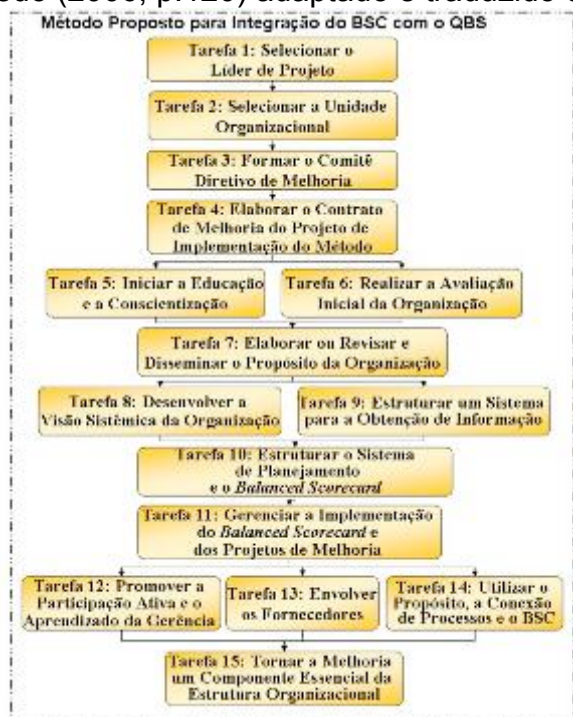 (2000, p.120) adaptado e traduzido
Método Proposto para Integração do BSC com o QBS
Tarefa 1: Selecionar o
Líder de Projeto
Tarefa 2: Selecionar a Unidade
Organizacional
Tarefa 3: Formar o Comitê
Diretivo de Melhoria
Tarefa 4: Elaborar o Contrato
de Melhoria do Projeto de
Implementação do Método
Tarefa 5: Iniciar a Educação
e a Conscientização
Tarefa 6: Realizar a Avaliação
Inicial da Organização
Tarefa 7: Elaborar ou Revisar e
Disseminar o Propósito da Organização
Tarefa 8: Desenvolver a
Visão Sistêmica da Organização
Tarefa 9: Estruturar um Sistema
para a Obtenção de Informação
Tarefa 10: Estruturar o Sistema
de Planejamento
e o Balanced Scorecard
Tarefa 11: Gerenciar a Implementação
do Balanced Scorecard e
dos Projetos de Melhoria
Tarefa 12: Promover a
Participação Ativa e o
Aprendizado da Gerência
Tarefa 13: Envolver
os Fornecedores
Tarefa 14: Utilizar o
Propósito, a Conexão
de Processos e o BSC
Tarefa 15: Tornar a Melhoria
um Componente Essencial da
Estrutura Organizacional